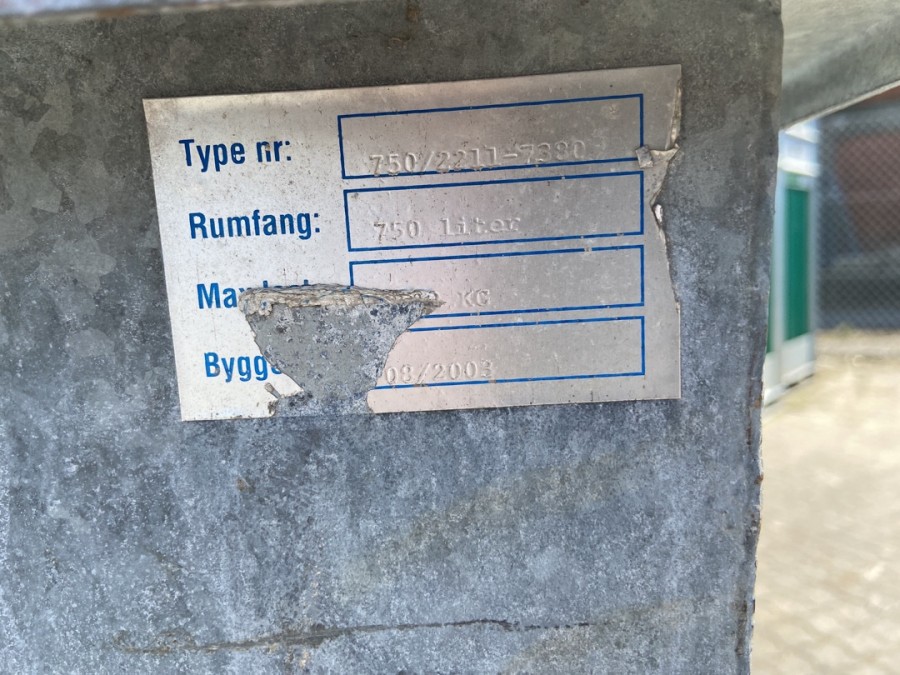 Type nr: 750/2211-7380
Rumfang: 750 liter
KG
08/2003